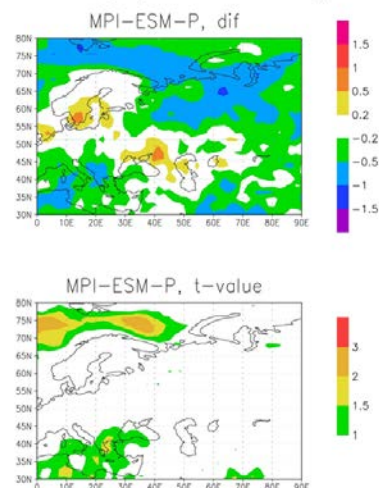 MPI-ESM-P, dif
80N
75N
70N
65N
60N
55N
50N
45N
40N
35N
30N
0 10E 20E 30E 40E 50E 60E 70E 80E 90E
1.5
1
0.5
0.2
-0.2
-0.5
-1
-1.5
MPI-ESM-P, t-value
80N
75N
70N
65N
60N
55N
50N
45N
40N
35N
30N
0 10E 20E 30E 40E 50E 60E 70E 80E 90E
3
2
1.5
1